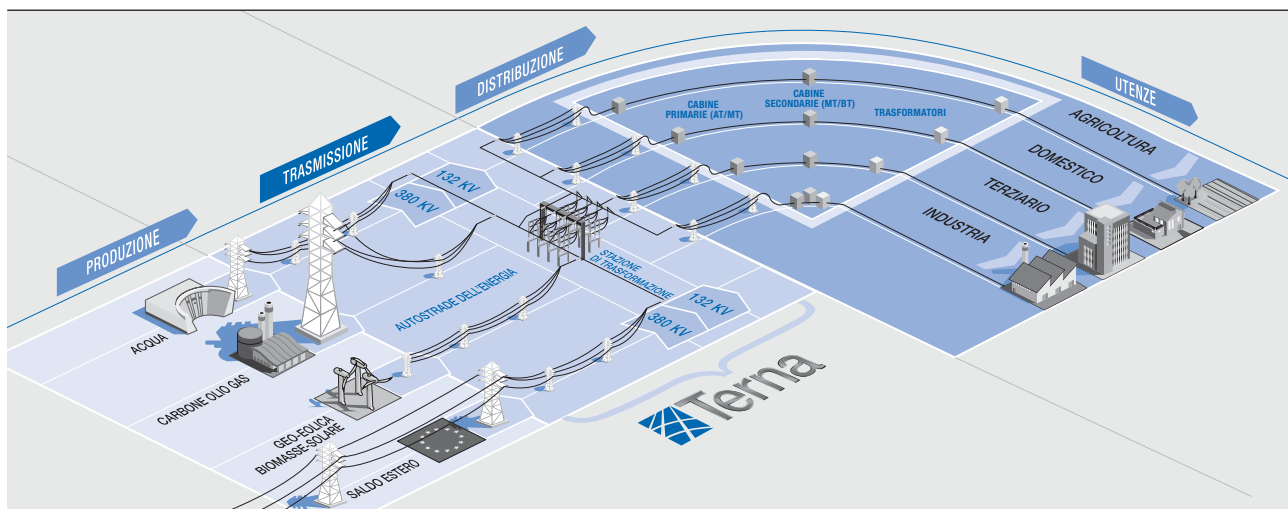 PRODUZIONE
TRASMISSIONE
DISTRIBUZIONE
UTENZE
CABINE
PRIMARIE (AT/MT)
CABINE
SECONDARIE (MT/BT)
TRASFORMATORI
AGRICOLTURA
DOMESTICO
TERZIARIO
INDUSTRIA
132 KV
380 KV
STAZIONE
DI TRASFORMAZIONE
AUTOSTRADE DELL'ENERGIA
132 KV
380 KV
ACQUA
CARBONE OLIO GAS
GEO-EOLICA
BIOMASSE-SOLARE
SALDO ESTERO
Terna